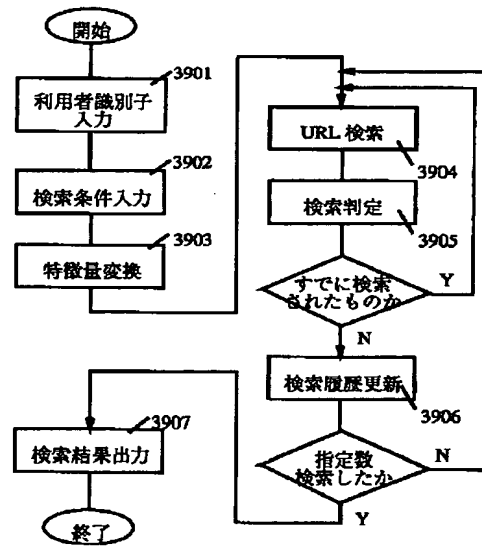 開始
3901
利用者識別子
入力
3902
検索条件入力
3903
特徴量変換
URL 検索
3904
検索判定
3905
すでに検索
されたものか
Y
N
検索履歴更新
3906
指定数
検索したか
N
Y
3907
検索結果出力
終了